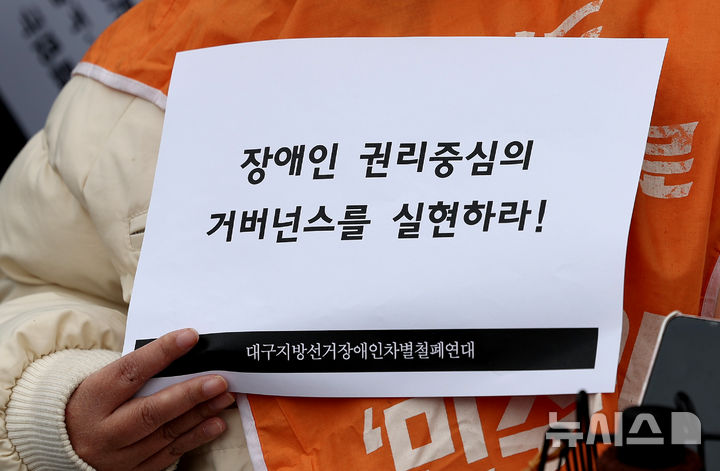 장애인 권리중심의
거버넌스를 실현하라!
대구지방선거장애인차별철폐연대
뉴시스